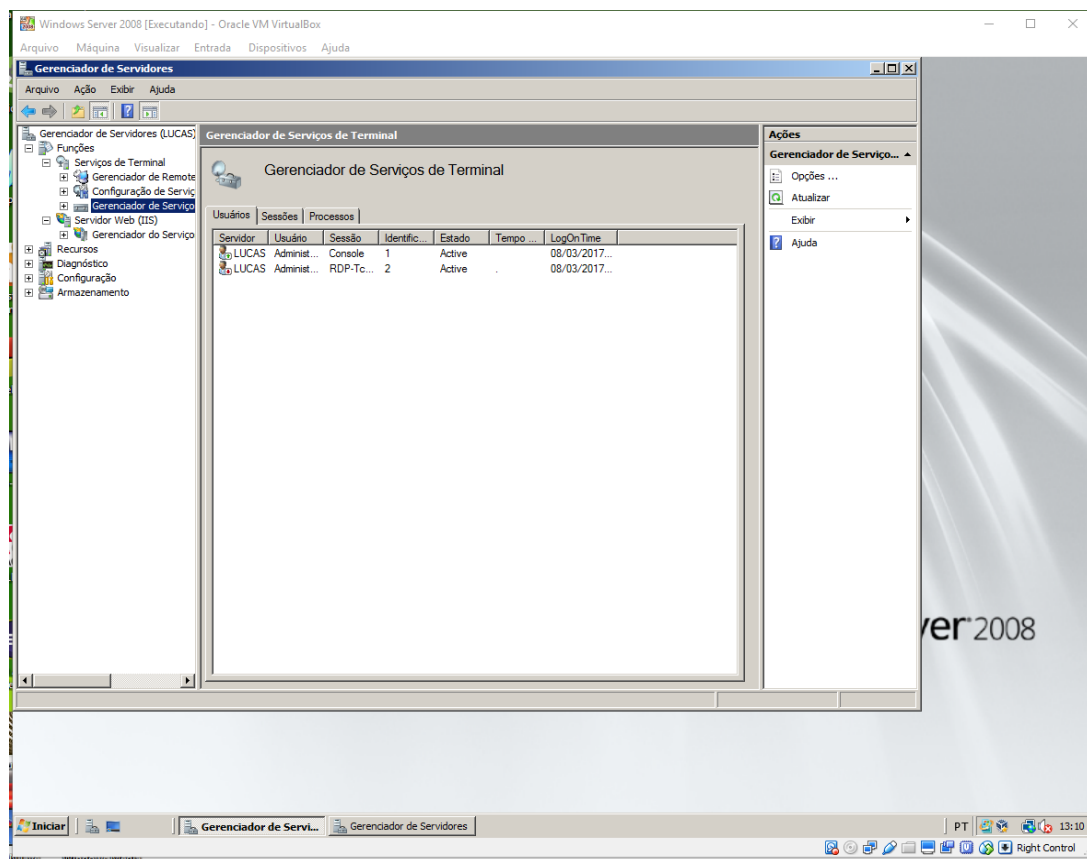 Windows Server 2008 [Executando] - Oracle VM VirtualBox
Arquivo Máquina Visualizar Entrada Dispositivos Ajuda
Gerenciador de Servidores
Arquivo Ação Exibir Ajuda
Gerenciador de Servidores (LUCAS)
Funções
Serviços de Terminal
Gerenciador de Remote
Configuração de Serviç
Gerenciador de Serviço
Servidor Web (IIS)
Gerenciador do Serviço
Recursos
Diagnóstico
Configuração
Armazenamento
Gerenciador de Serviços de Terminal
Gerenciador de Serviços de Terminal
Usuários Sessões Processos
Servidor Usuário Sessão Identific... Estado Tempo ... LogOn Time
LUCAS Administ... Console 1 Active 08/03/2017...
LUCAS Administ... RDP-Tc... 2 Active . 08/03/2017...
Ações
Gerenciador de Serviço...
Opções ...
Atualizar
Exibir
Ajuda
ver 2008
Iniciar Gerenciador de Servi... Gerenciador de Servidores PT 13:10
Right Control